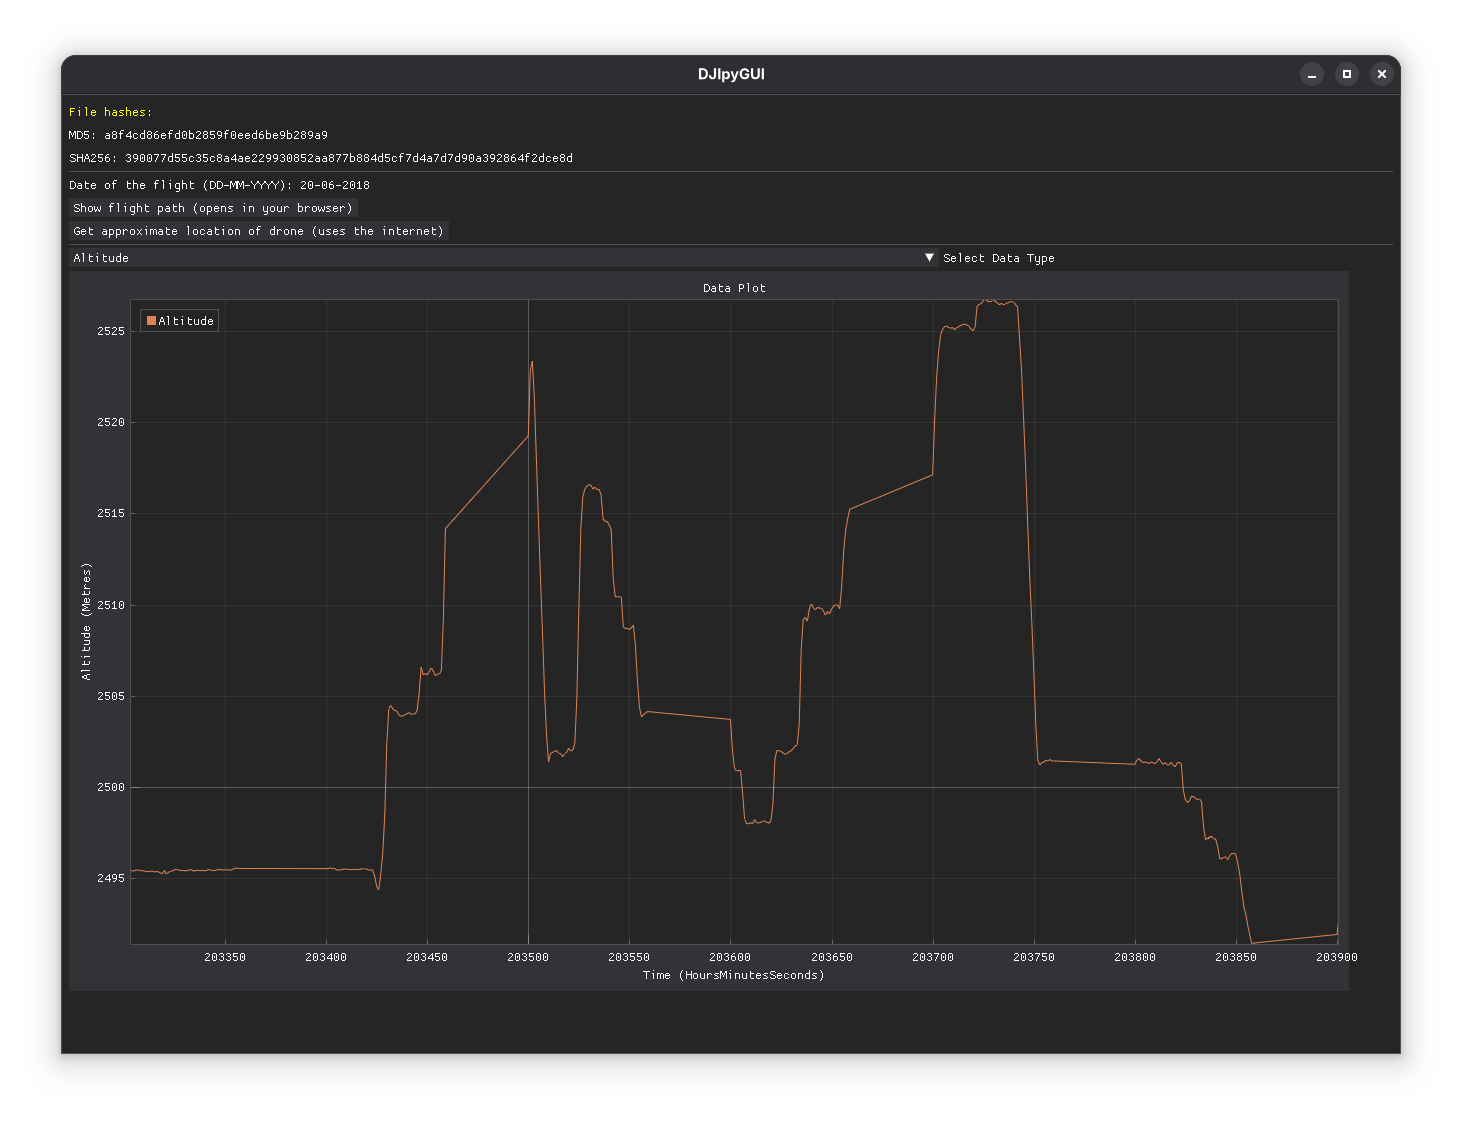 DJIpyGUI
File hashes:
MD5: a8f4cd86efd0b2859f0eed6be9b289a9
SHA256: 390077d55c35c8a4ae229930852aa877b884d5cf7d4a7d7d90a392864f2dce8d
Date of the flight (DD-MM-YYYY): 20-06-2018
Show flight path (opens in your browser)
Get approximate location of drone (uses the internet)
Altitude
Select Data Type
Data Plot
Altitude
2525
2520
2515
2510
2505
2500
2495
Altitude (Metres)
203350 203400 203450 203500 203550 203600 203650 203700 203750 203800 203850 203900
Time (HoursMinutesSeconds)